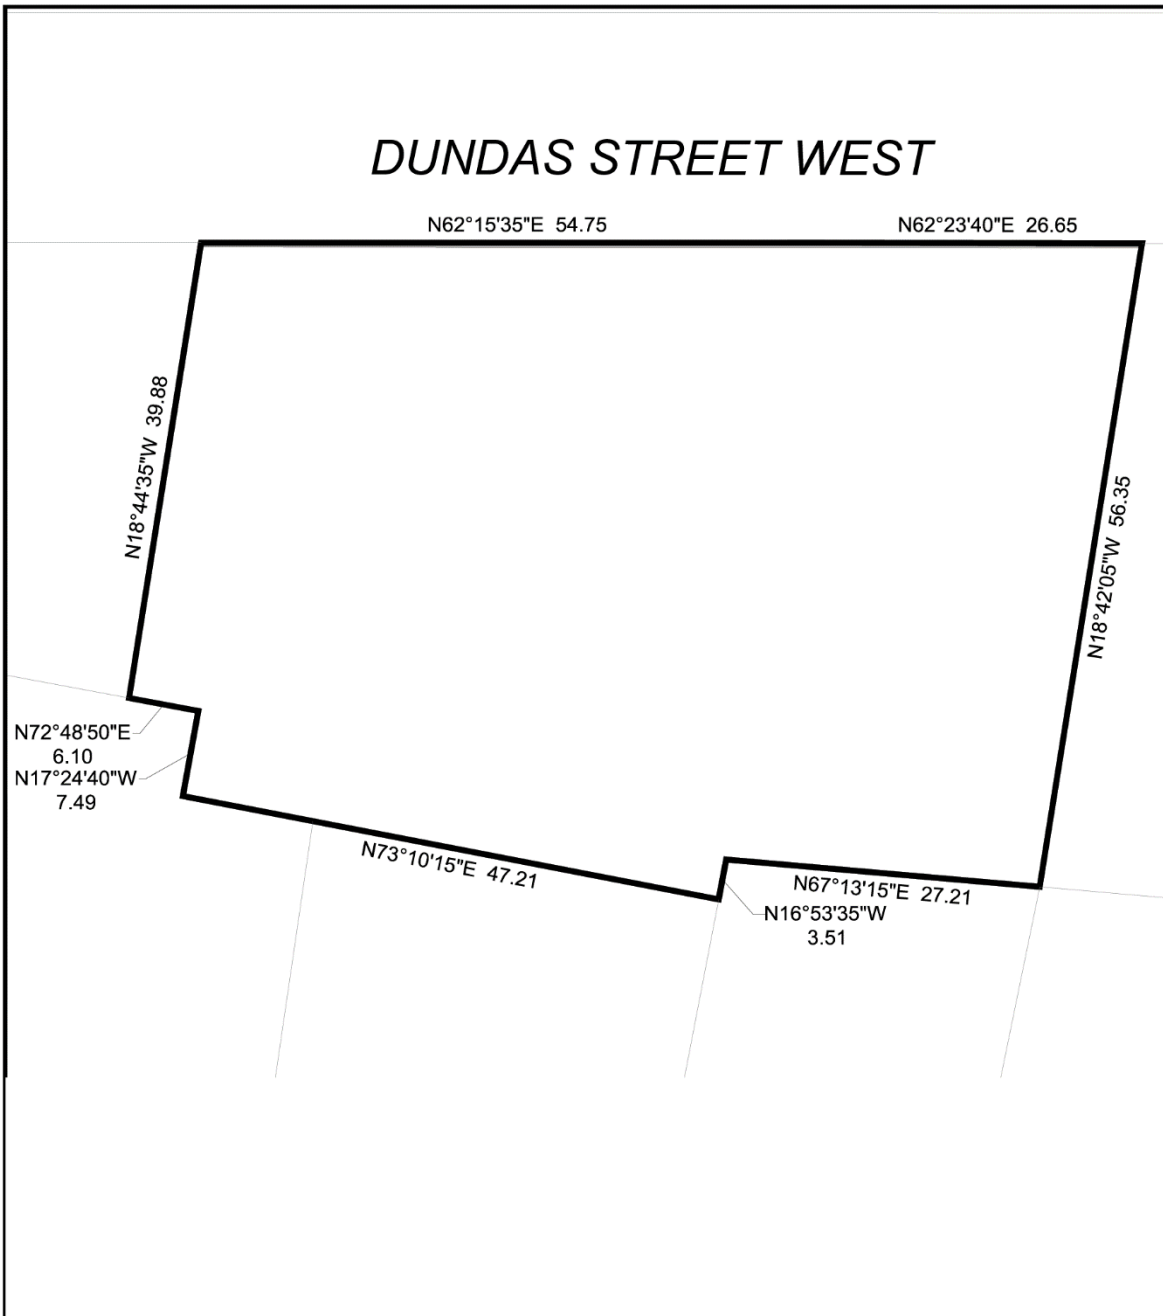 DUNDAS STREET WEST
N62°15'35"E 54.75
N62°23'40"E 26.65
N18°44'35"W 39.88
N18°42'05"W 56.35
N72°48'50"E
6.10
N17°24'40"W
7.49
N73°10'15"E 47.21
N67°13'15"E 27.21
N16°53'35"W
3.51